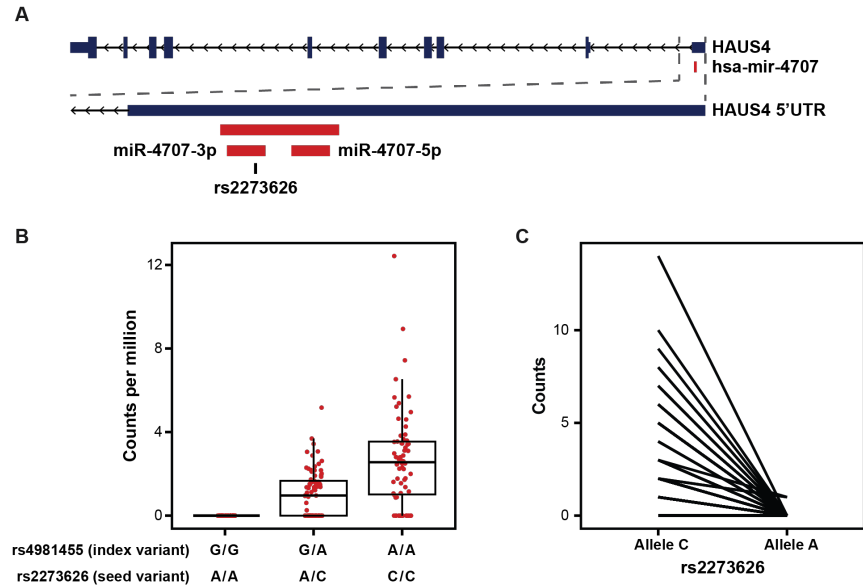 A
HAUS4
hsa-mir-4707
HAUS4 5'UTR
miR-4707-3p
miR-4707-5p
rs2273626
B
Counts per million
12
8
4
0
rs4981455 (index variant) G/G G/A A/A
rs2273626 (seed variant) A/A A/C C/C
C
Counts
10
5
0
Allele C Allele A
rs2273626